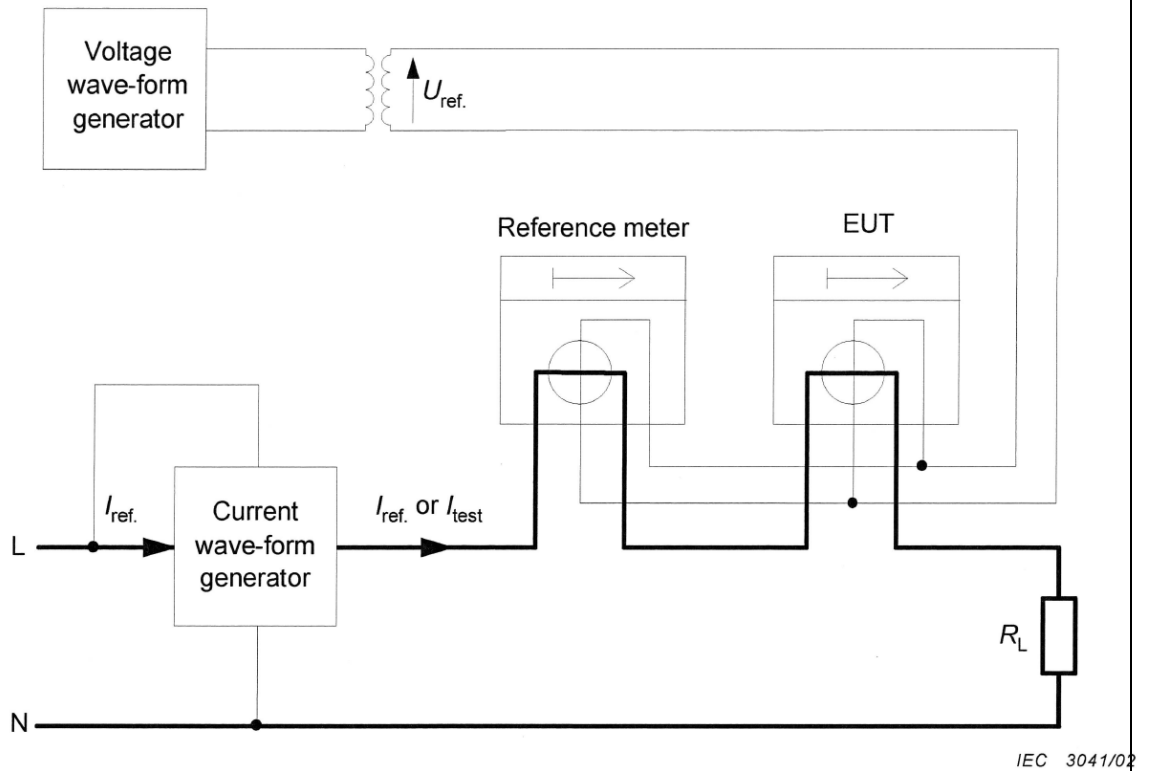 Voltage
wave-form
generator
Uref.
Reference meter
EUT
Iref.
Current
wave-form
generator
Iref. or Itest
L
RL
N
IEC 3041/02